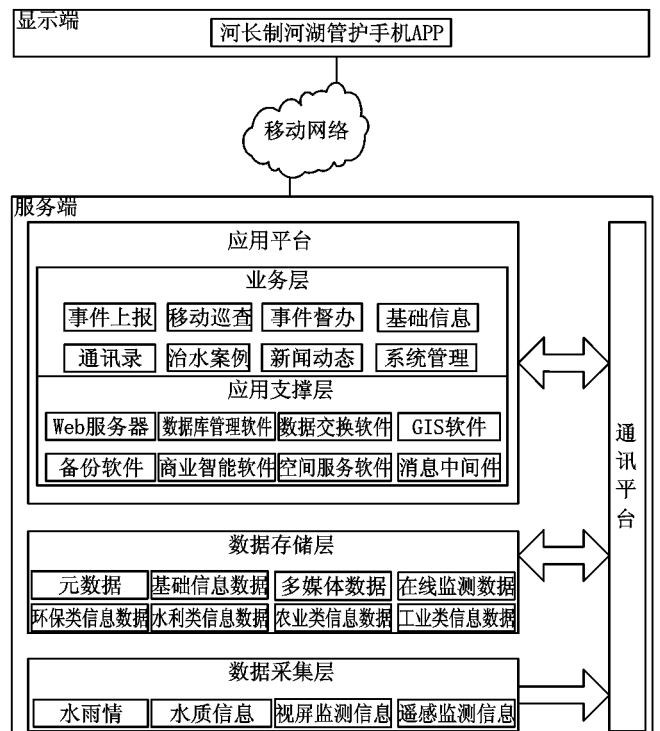 显示端
河长制河湖管护手机APP
移动网络
服务端
应用平台
业务层
事件上报 移动巡查 事件督办 基础信息
通讯录 治水案例 新闻动态 系统管理
应用支撑层
Web服务器 数据库管理软件 数据交换软件 GIS软件
备份软件 商业智能软件 空间服务软件 消息中间件
数据存储层
元数据 基础信息数据 多媒体数据 在线监测数据
环保类信息数据 水利类信息数据 农业类信息数据 工业类信息数据
数据采集层
水雨情 水质信息 视屏监测信息 遥感监测信息
通讯平台